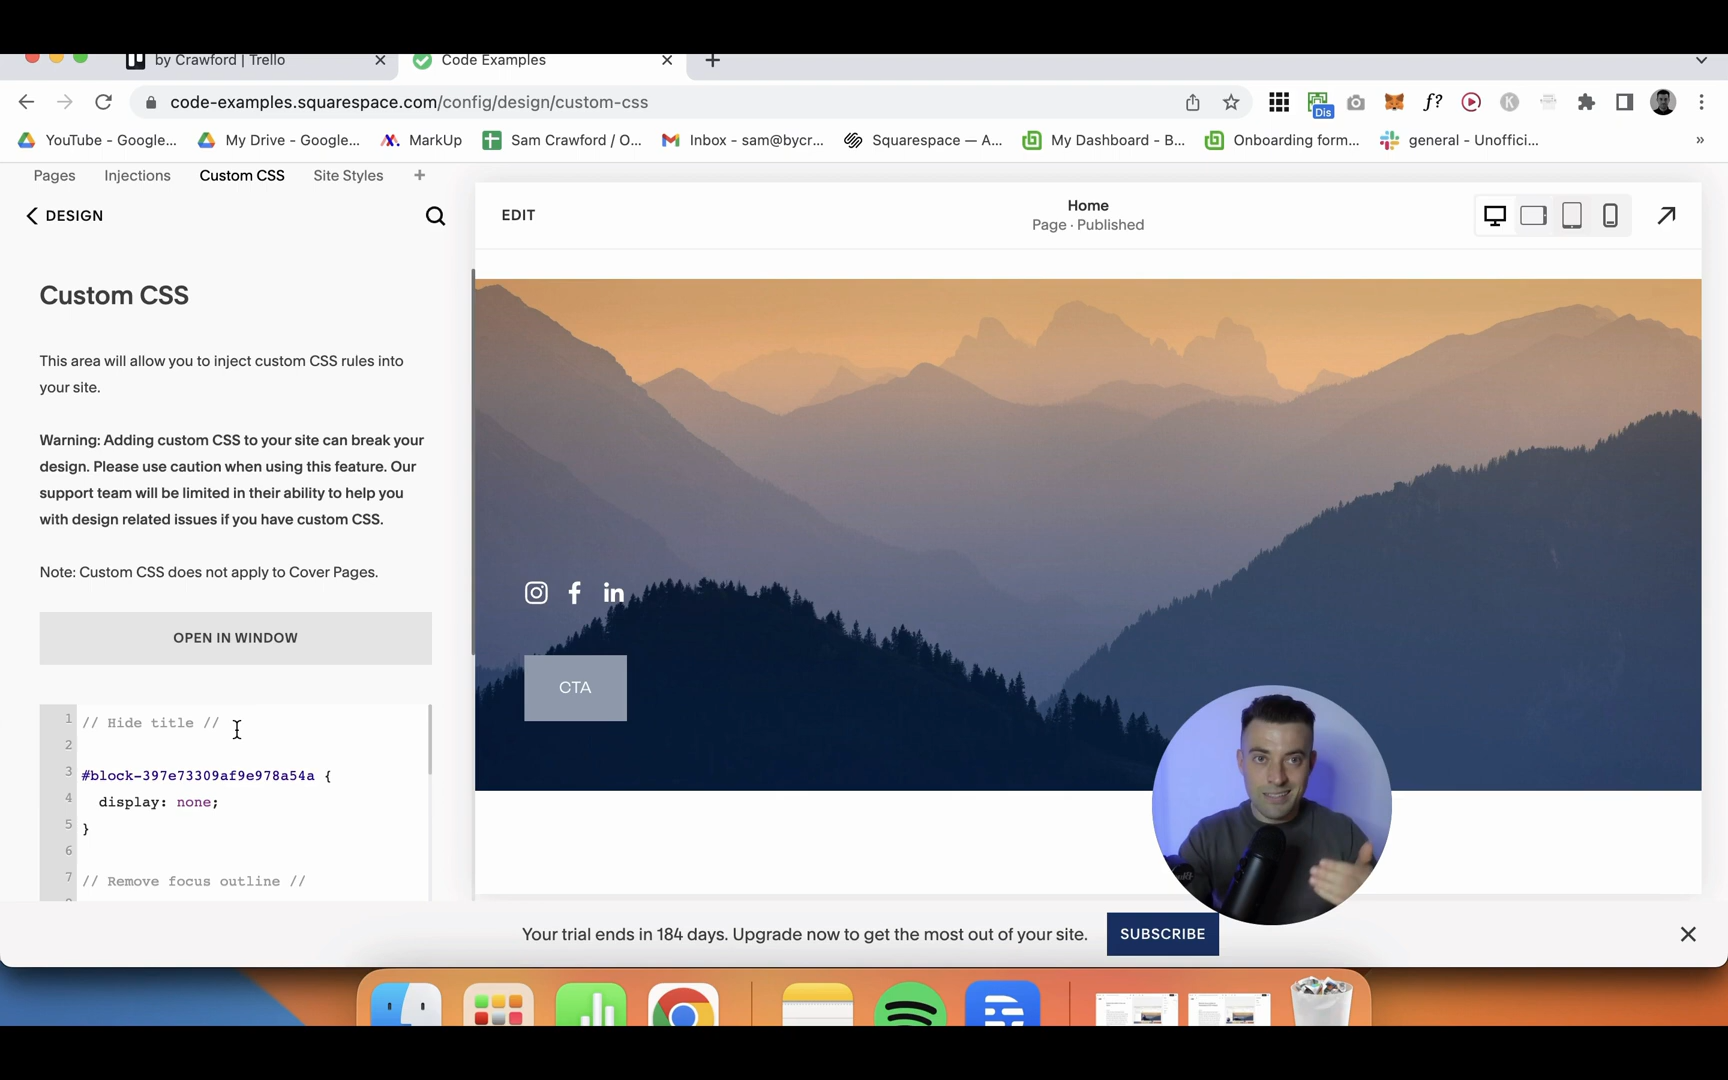 by Crawford | Trello
Code Examples
code-examples.squarespace.com/config/design/custom-css
f?
Dis
K
YouTube - Google...
My Drive - Google...
MarkUp
Sam Crawford / O...
Inbox - sam@bycr...
Squarespace — A...
My Dashboard - B...
Onboarding form...
general - Unoffici...
»
Pages
Injections
Custom CSS
Site Styles
+
DESIGN
EDIT
Home
Page · Published
Custom CSS
This area will allow you to inject custom CSS rules into
your site.
Warning: Adding custom CSS to your site can break your
design. Please use caution when using this feature. Our
support team will be limited in their ability to help you
with design related issues if you have custom CSS.
Note: Custom CSS does not apply to Cover Pages.
OPEN IN WINDOW
f
in
CTA
1 // Hide title //
2
3 #block-397e73309af9e978a54a {
4 display: none;
5 }
6
7 // Remove focus outline //
Your trial ends in 184 days. Upgrade now to get the most out of your site.
SUBSCRIBE